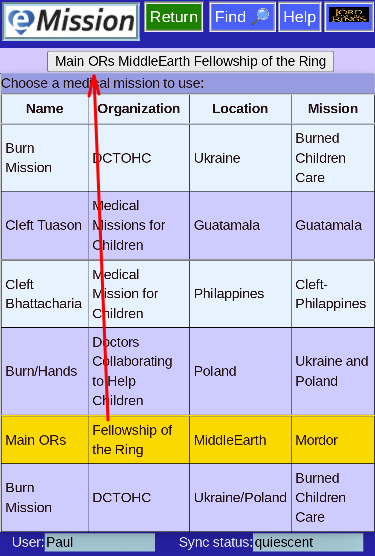 eMission Return Find Help LORD OF THE RINGS
Main ORs MiddleEarth Fellowship of the Ring
Choose a medical mission to use:
Name Organization Location Mission
Burn Mission DCTOHC Ukraine Burned Children Care
Cleft Tuason Medical Missions for Children Guatamala Guatamala
Cleft Bhattacharia Medical Mission for Children Philappines Cleft-Philappines
Burn/Hands Doctors Collaborating to Help Children Poland Ukraine and Poland
Main ORs Fellowship of the Ring MiddleEarth Mordor
Burn Mission DCTOHC Ukraine/Poland Burned Children Care
User: Paul Sync status: quiescent